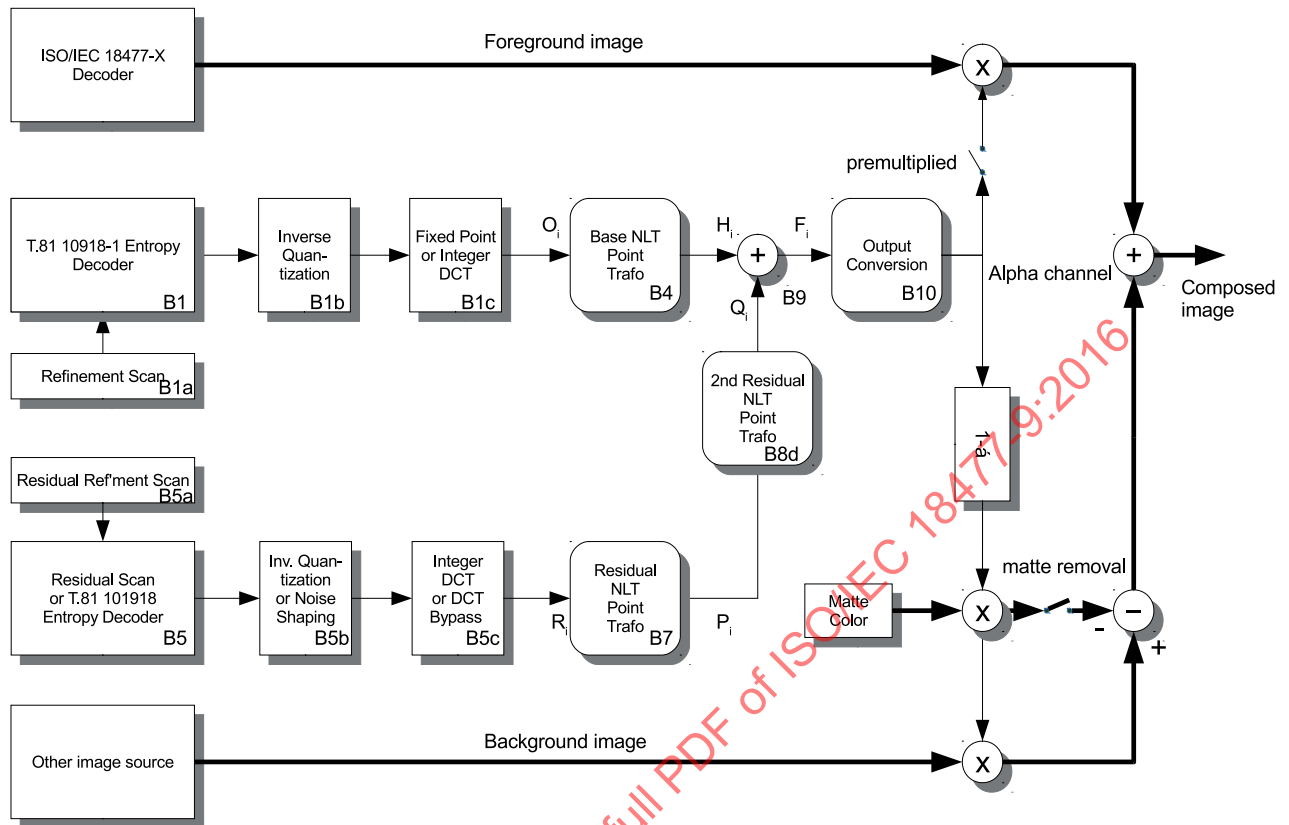 ISO/IEC 18477-X
Decoder
Foreground image
X
premultiplied
T.81 10918-1 Entropy
Decoder
B1
Inverse
Quan-
tization
B1b
Fixed Point
or Integer
DCT
B1c
Oi
Base NLT
Point
Trafo
B4
Hi
+
B9
Fi
Output
Conversion
B10
Alpha channel
+
Composed
image
Qi
Refinement Scan
B1a
2nd Residual
NLT
Point
Trafo
B8d
1-á
Residual Ref'ment Scan
B5a
Residual Scan
or T.81 101918
Entropy Decoder
B5
Inv. Quan-
tization
or Noise
Shaping
B5b
Integer
DCT
or DCT
Bypass
B5c
Ri
Residual
NLT
Point
Trafo
B7
Pi
Matte
Color
X
matte removal
-
−
+
Other image source
Background image
X
full PDF of ISO/IEC 18477-9:2016